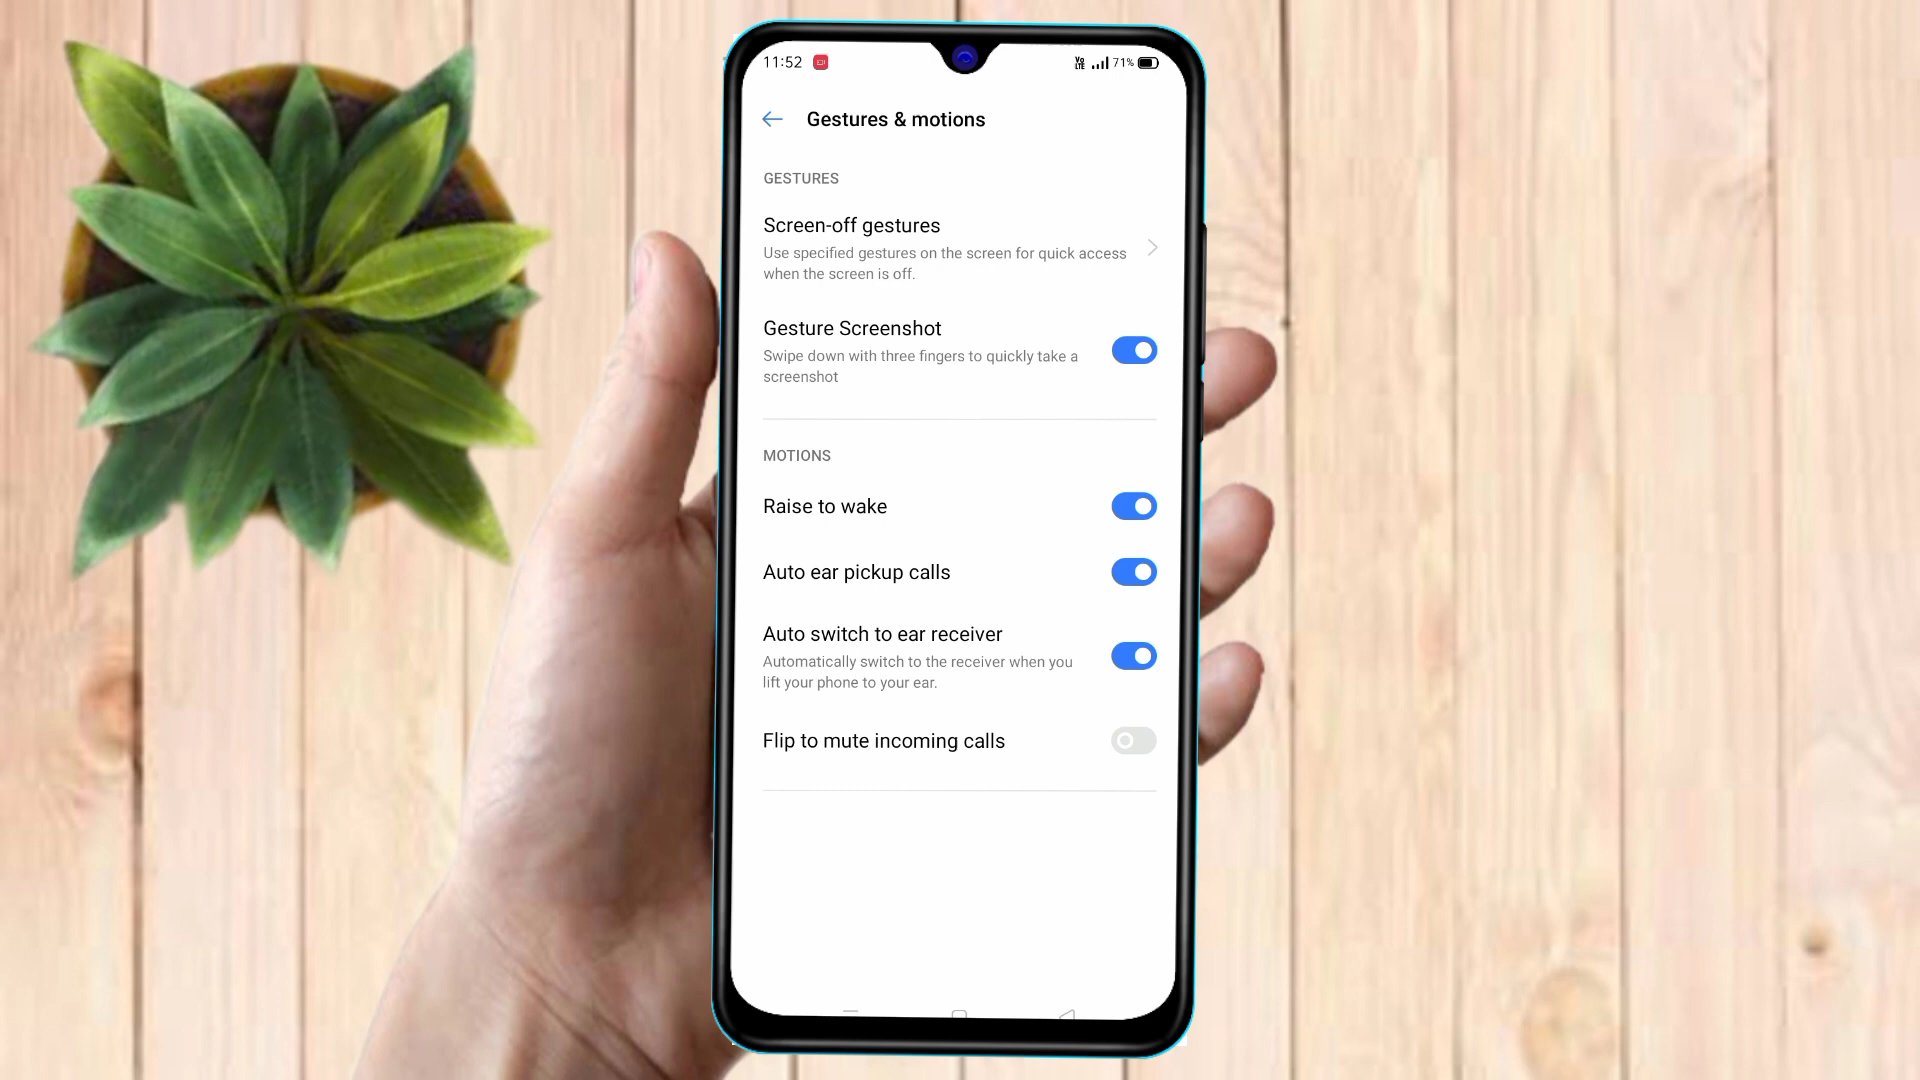 11:52 Vo LTE 71%
Gestures & motions
GESTURES
Screen-off gestures
Use specified gestures on the screen for quick access
when the screen is off.
Gesture Screenshot
Swipe down with three fingers to quickly take a
screenshot
MOTIONS
Raise to wake
Auto ear pickup calls
Auto switch to ear receiver
Automatically switch to the receiver when you
lift your phone to your ear.
Flip to mute incoming calls